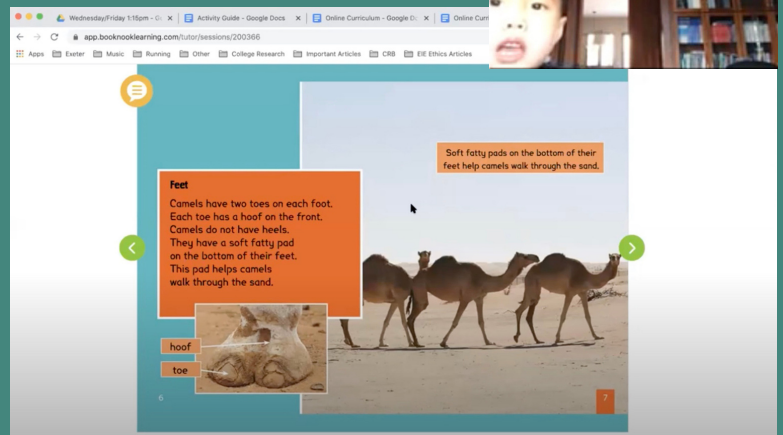 Wednesday/Friday 1:15pm - G
Activity Guide - Google Docs
Online Curriculum - Google Do
Online Curri
app.booknooklearning.com/tutor/sessions/200366
Apps
Exeter
Music
Running
Other
College Research
Important Articles
CRB
EIE Ethics Articles
Soft fatty pads on the bottom of their
feet help camels walk through the sand.
Feet
Camels have two toes on each foot.
Each toe has a hoof on the front.
Camels do not have heels.
They have a soft fatty pad
on the bottom of their feet.
This pad helps camels
walk through the sand.
hoof
toe
6
7